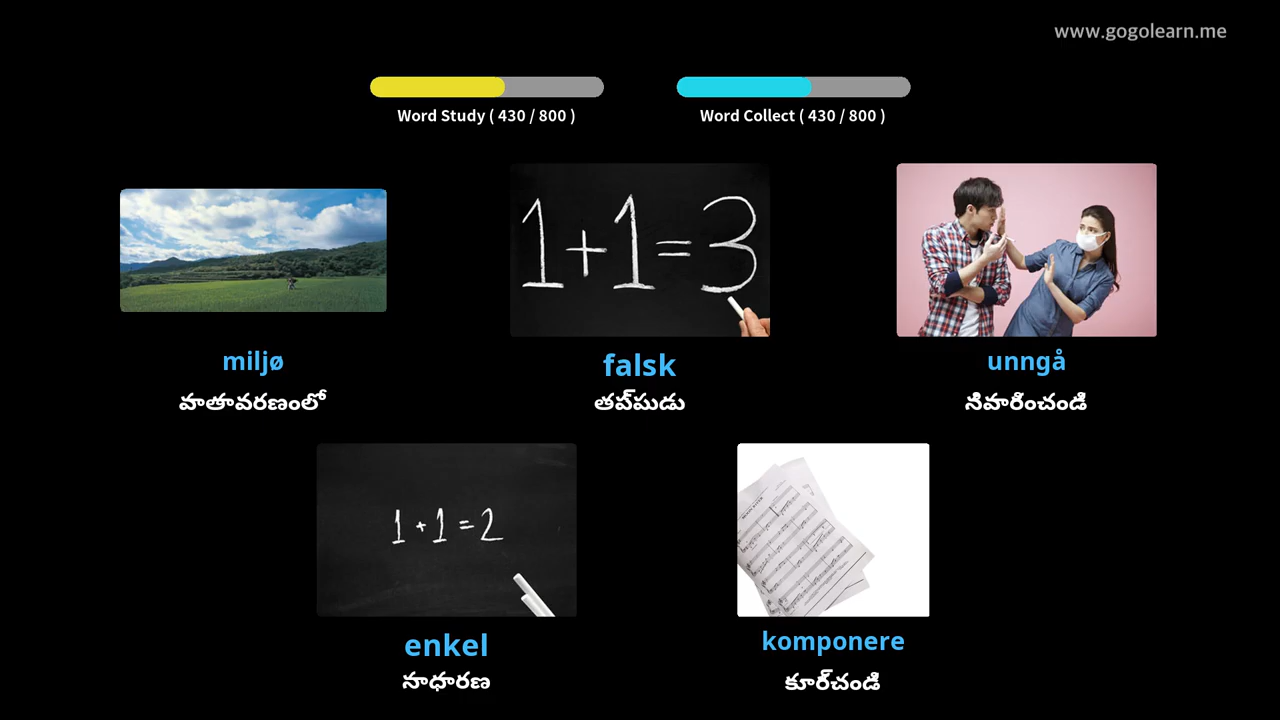 www.gogolearn.me
Word Study ( 430 / 800 )
Word Collect ( 430 / 800 )
1+1=3
miljø
వాతావరణంలో
falsk
తప్పుడు
unngå
నివారించండి
1+1=2
enkel
సాధారణ
komponere
కూర్చండి